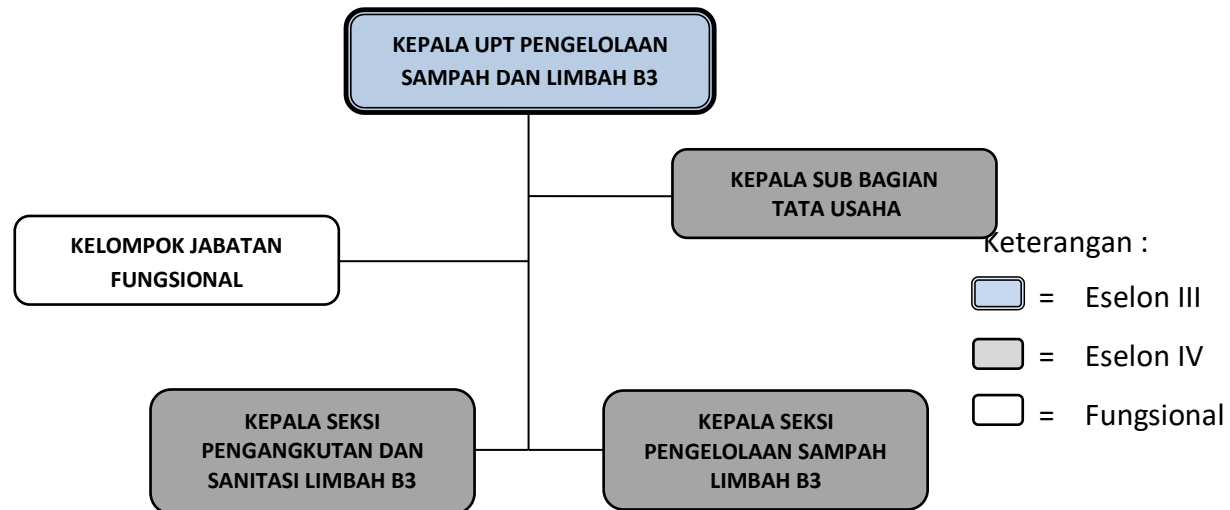 KEPALA UPT PENGELOLAAN
SAMPAH DAN LIMBAH B3
KEPALA SUB BAGIAN
TATA USAHA
KELOMPOK JABATAN
FUNGSIONAL
KEPALA SEKSI
PENGANGKUTAN DAN
SANITASI LIMBAH B3
KEPALA SEKSI
PENGELOLAAN SAMPAH
LIMBAH B3
Keterangan :
= Eselon III
= Eselon IV
= Fungsional